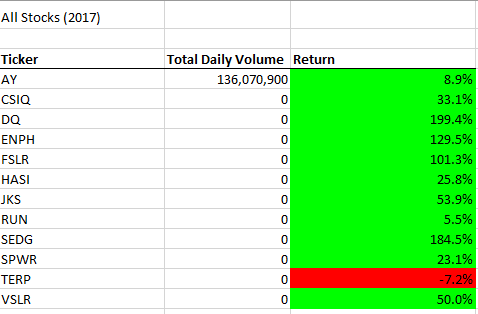 All Stocks (2017)
Ticker Total Daily Volume Return
AY 136,070,900 8.9%
CSIQ 0 33.1%
DQ 0 199.4%
ENPH 0 129.5%
FSLR 0 101.3%
HASI 0 25.8%
JKS 0 53.9%
RUN 0 5.5%
SEDG 0 184.5%
SPWR 0 23.1%
TERP 0 -7.2%
VSLR 0 50.0%